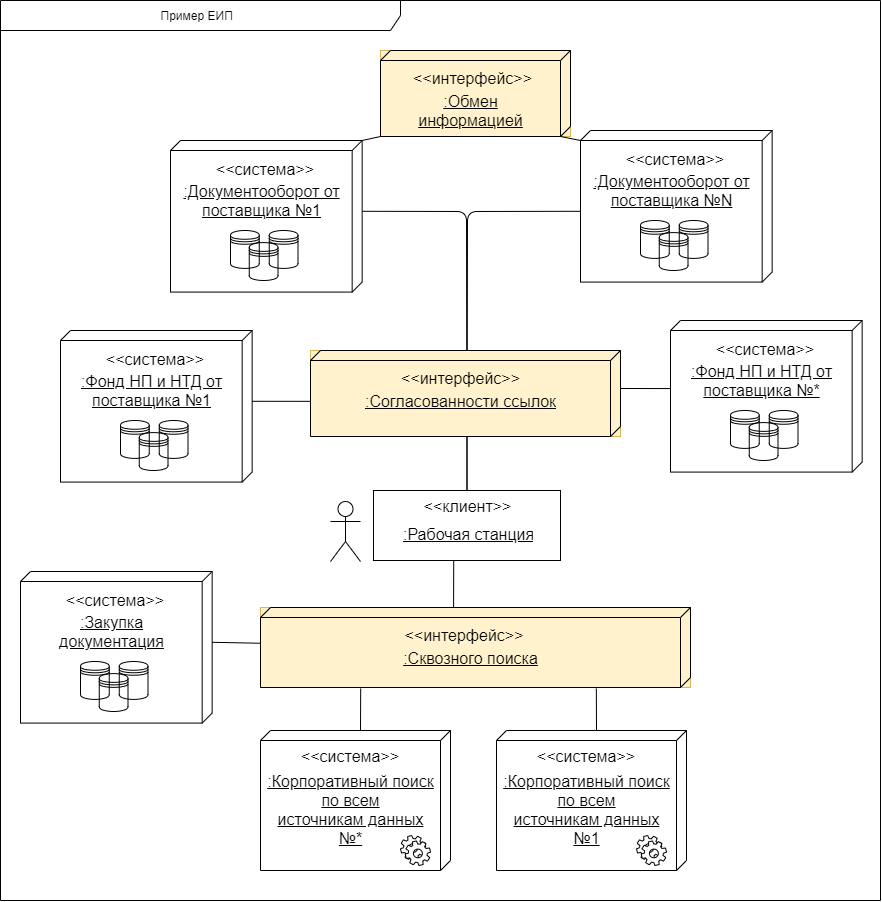 Пример ЕИП
<<интерфейс>>
:Обмен
информацией
<<система>>
:Документооборот от
поставщика №1
<<система>>
:Документооборот от
поставщика №N
<<система>>
:Фонд НП и НТД от
поставщика №1
<<интерфейс>>
:Согласованности ссылок
<<система>>
:Фонд НП и НТД от
поставщика №*
<<клиент>>
:Рабочая станция
<<система>>
:Закупка
документация
<<интерфейс>>
:Сквозного поиска
<<система>>
:Корпоративный поиск
по всем
источникам данных
№*
<<система>>
:Корпоративный поиск
по всем
источникам данных
№1